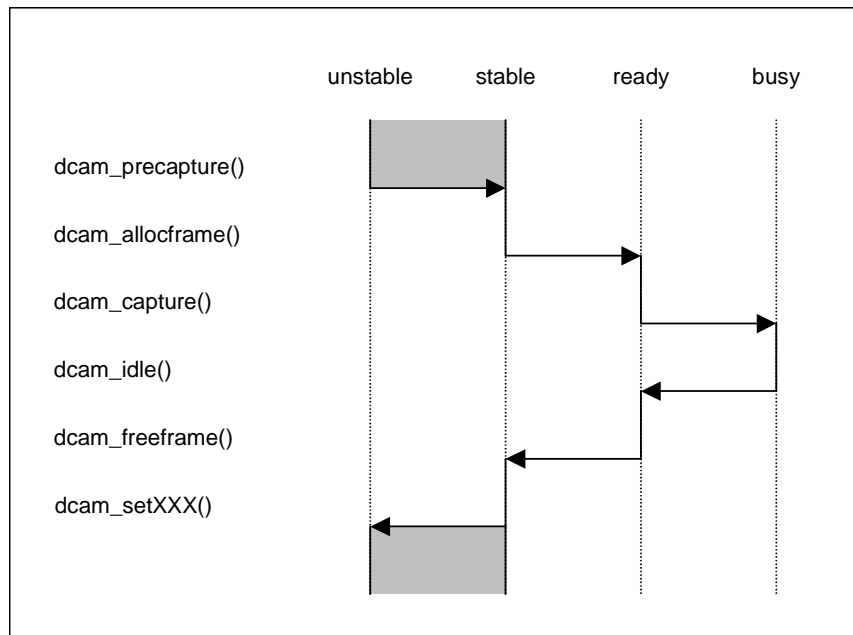 unstable stable ready busy
dcam_precapture()
dcam_allocframe()
dcam_capture()
dcam_idle()
dcam_freeframe()
dcam_setXXX()